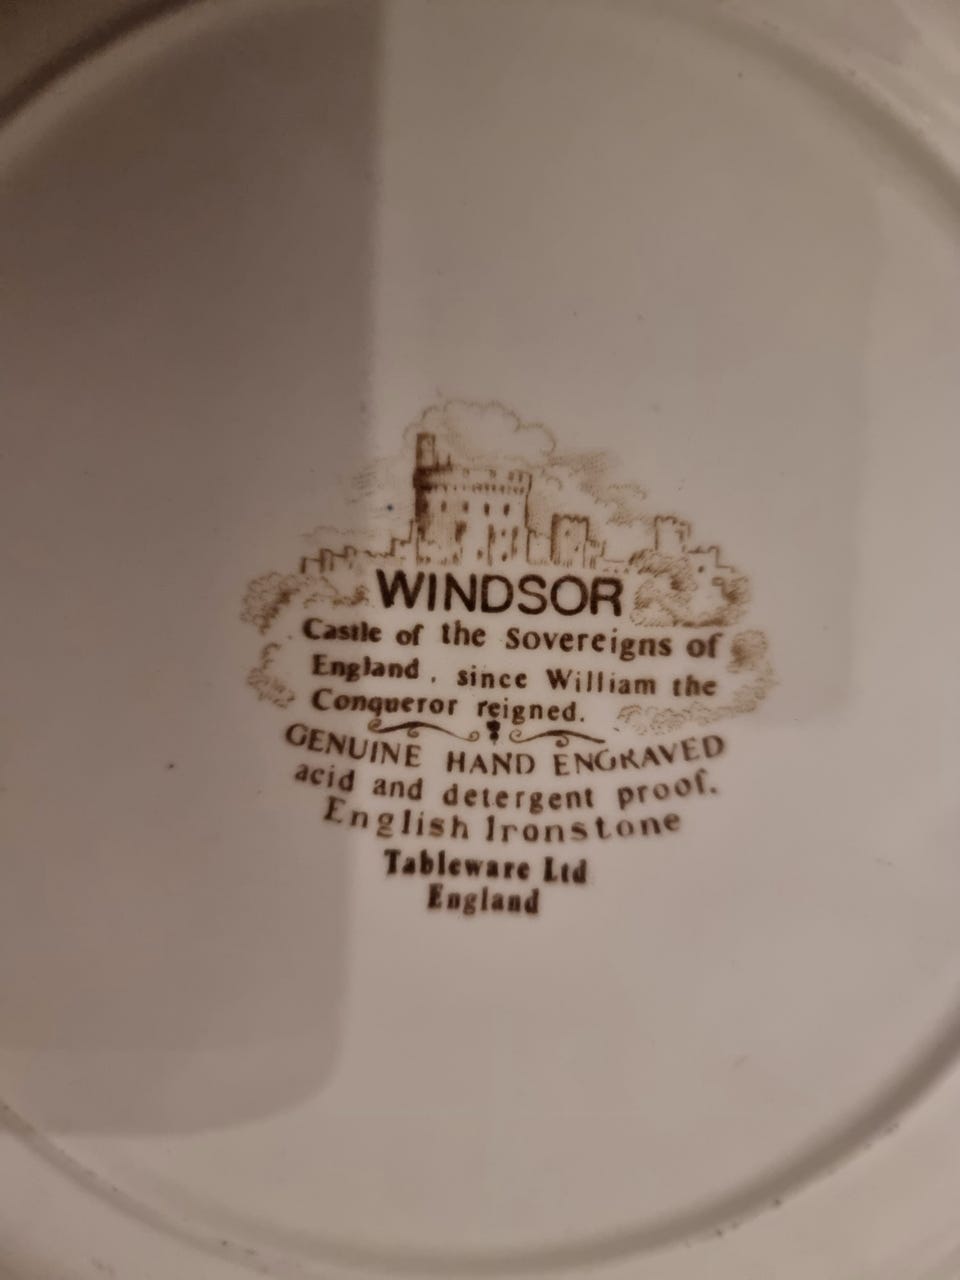 WINDSOR
Castle of the Sovereigns of
England, since William the
Conqueror reigned.
GENUINE HAND ENGRAVED
acid and detergent proof.
English Ironstone
Tableware Ltd
England